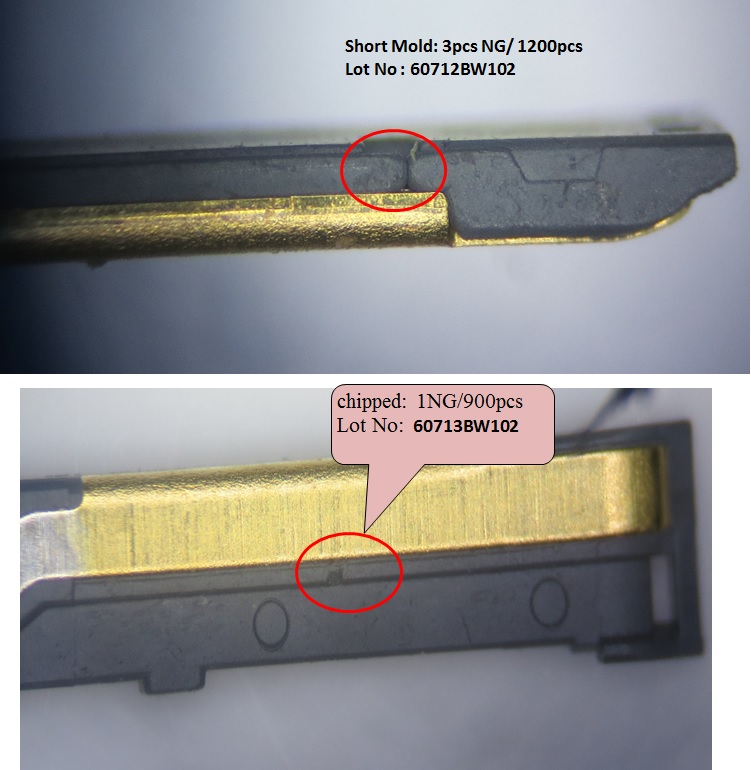 Short Mold: 3pcs NG/ 1200pcs
Lot No : 60712BW102
chipped:  1NG/900pcs
Lot No:  60713BW102